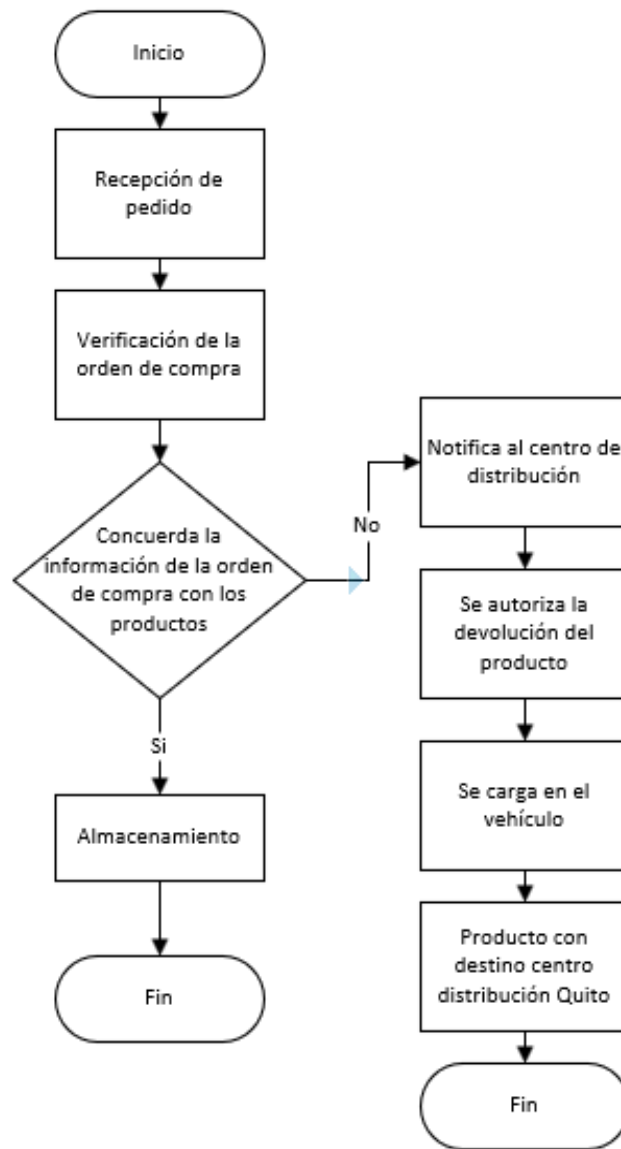 Inicio
Recepción de
pedido
Verificación de la
orden de compra
Concuerda la
información de la orden
de compra con los
productos
Si
Almacenamiento
Fin
No
Notifica al centro de
distribución
Se autoriza la
devolución del
producto
Se carga en el
vehículo
Producto con
destino centro
distribución Quito
Fin